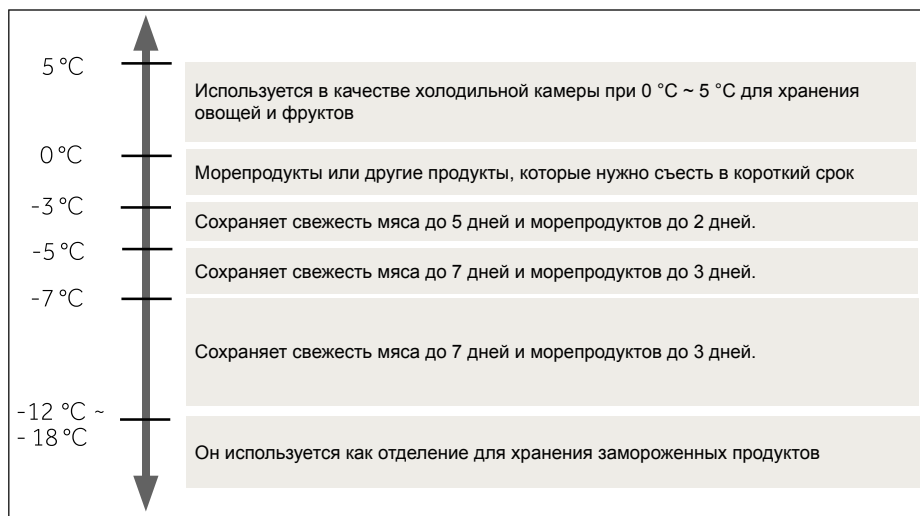 5 °C
Используется в качестве холодильной камеры при 0 °C ~ 5 °C для хранения
овощей и фруктов
0 °C
Морепродукты или другие продукты, которые нужно съесть в короткий срок
-3 °C
Сохраняет свежесть мяса до 5 дней и морепродуктов до 2 дней.
-5 °C
Сохраняет свежесть мяса до 7 дней и морепродуктов до 3 дней.
-7 °C
Сохраняет свежесть мяса до 7 дней и морепродуктов до 3 дней.
-12 °C ~
- 18 °C
Он используется как отделение для хранения замороженных продуктов